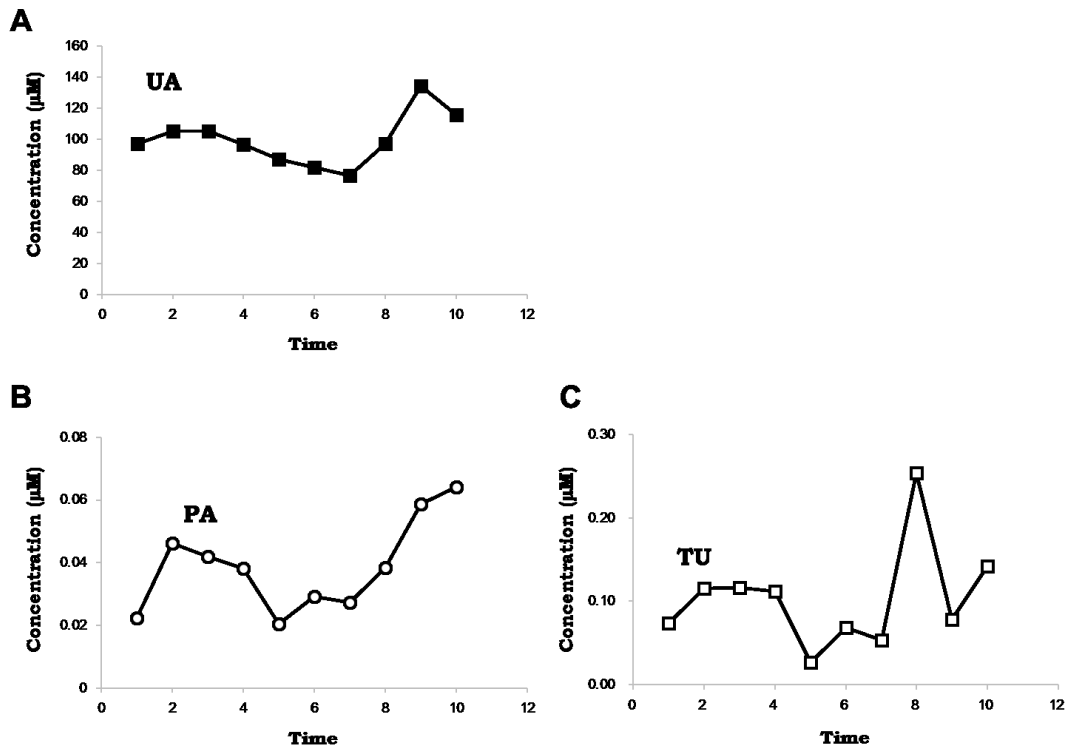 A
Concentration (µM)
160
140
120
100
80
60
40
20
0
UA
0 2 4 6 8 10 12
Time
B
Concentration (µM)
0.08
0.06
0.04
0.02
0
PA
0 2 4 6 8 10 12
Time
C
Concentration (µM)
0.30
0.20
0.10
0.00
TU
0 2 4 6 8 10 12
Time